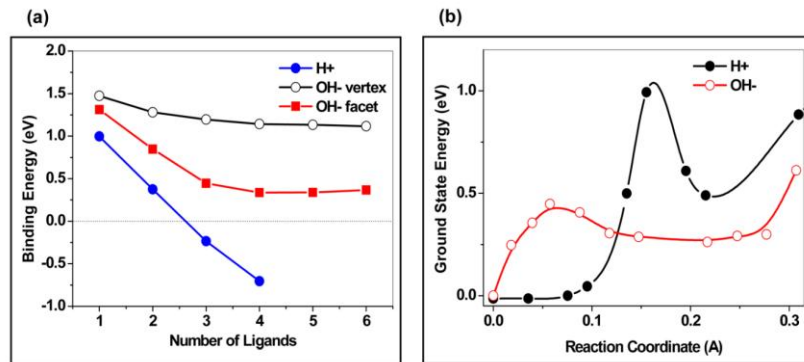 (a)
2.0
1.5
1.0
0.5
0.0
-0.5
-1.0
Binding Energy (eV)
H+
OH- vertex
OH- facet
1 2 3 4 5 6
Number of Ligands
(b)
1.0
0.5
0.0
Ground State Energy (eV)
H+
OH-
0.0 0.1 0.2 0.3
Reaction Coordinate (A)